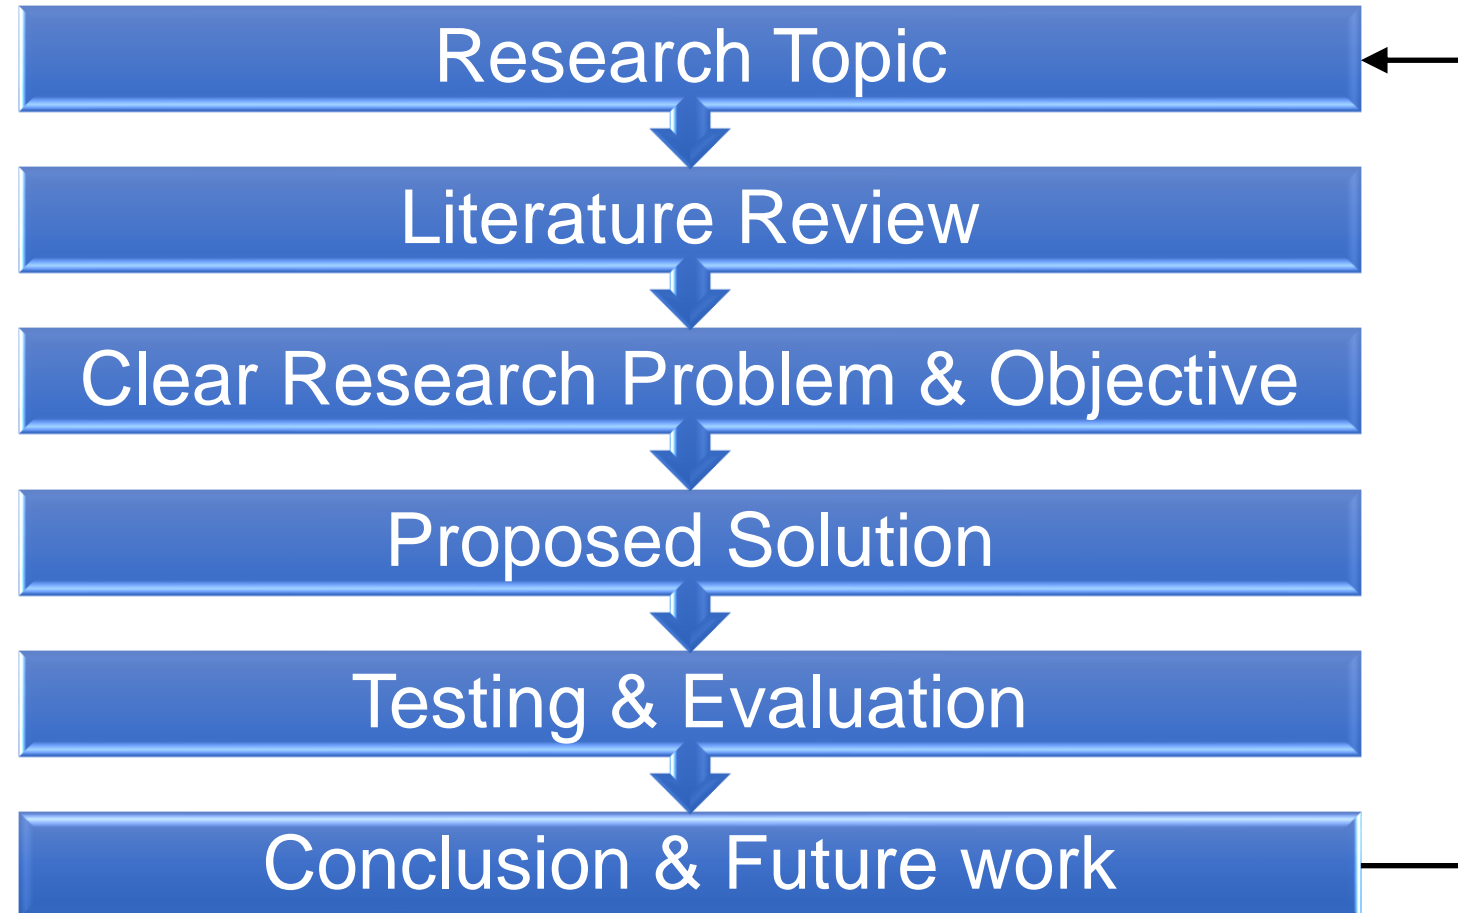 Research Topic
Literature Review
Clear Research Problem & Objective
Proposed Solution
Testing & Evaluation
Conclusion & Future work